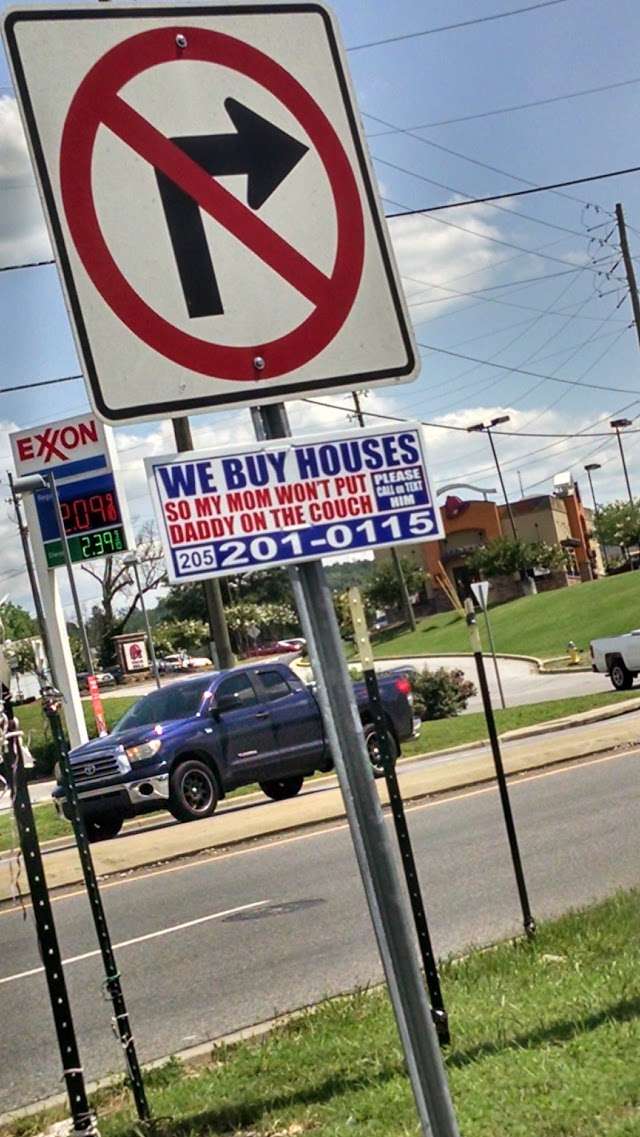 EXXON
2.09
2.39
WE BUY HOUSES
SO MY MOM WON'T PUT
DADDY ON THE COUCH
PLEASE
CALL or TEXT
HIM
205 201-0115